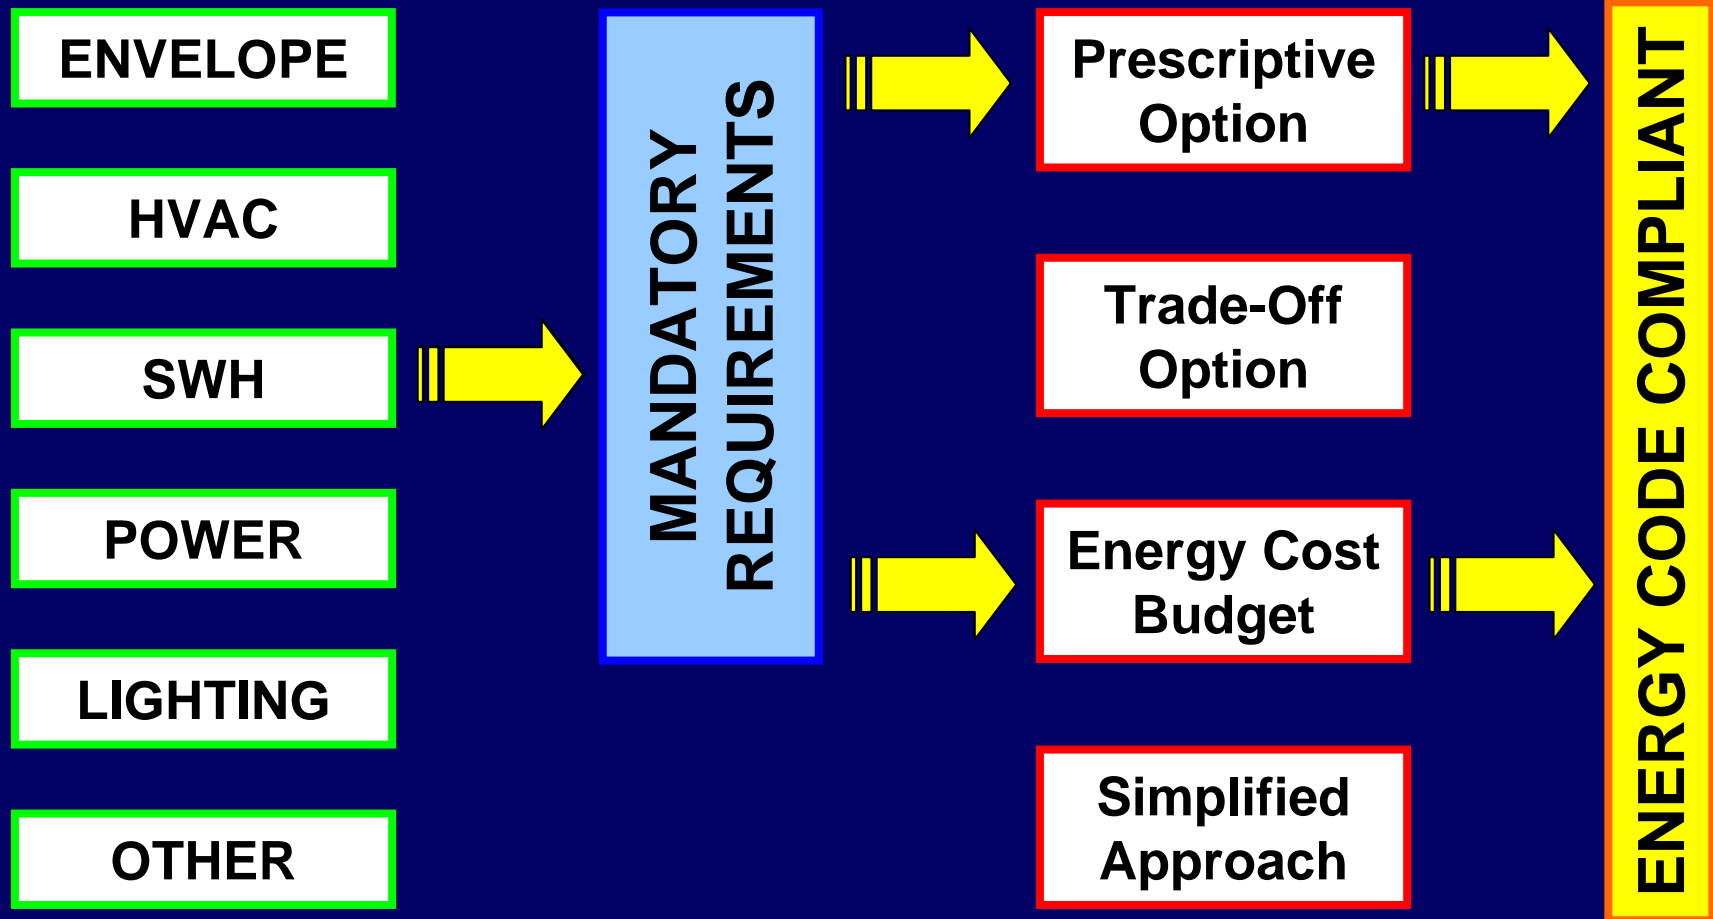 ENVELOPE
HVAC
SWH
POWER
LIGHTING
OTHER
MANDATORY
REQUIREMENTS
Prescriptive
Option
Trade-Off
Option
Energy Cost
Budget
Simplified
Approach
ENERGY CODE COMPLIANT